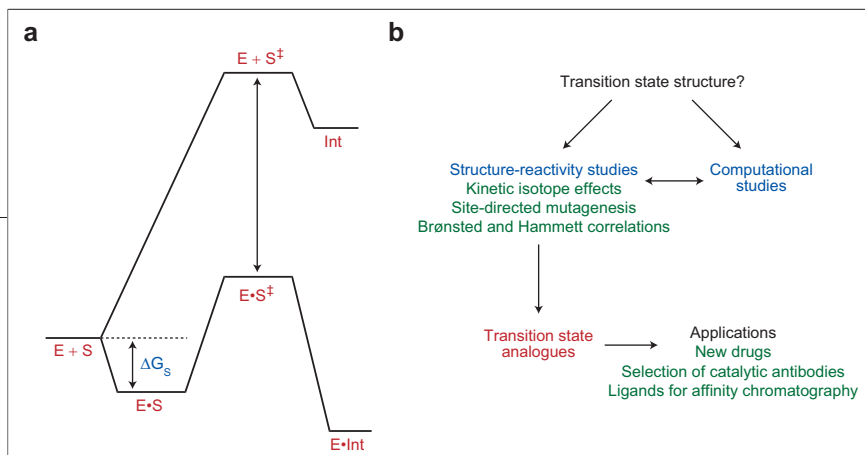 a
E + S‡
Int
E•S‡
E + S
ΔGS
E•S
E•Int
b
Transition state structure?
Structure-reactivity studies
Kinetic isotope effects
Site-directed mutagenesis
Brønsted and Hammett correlations
Computational
studies
Transition state
analogues
Applications
New drugs
Selection of catalytic antibodies
Ligands for affinity chromatography